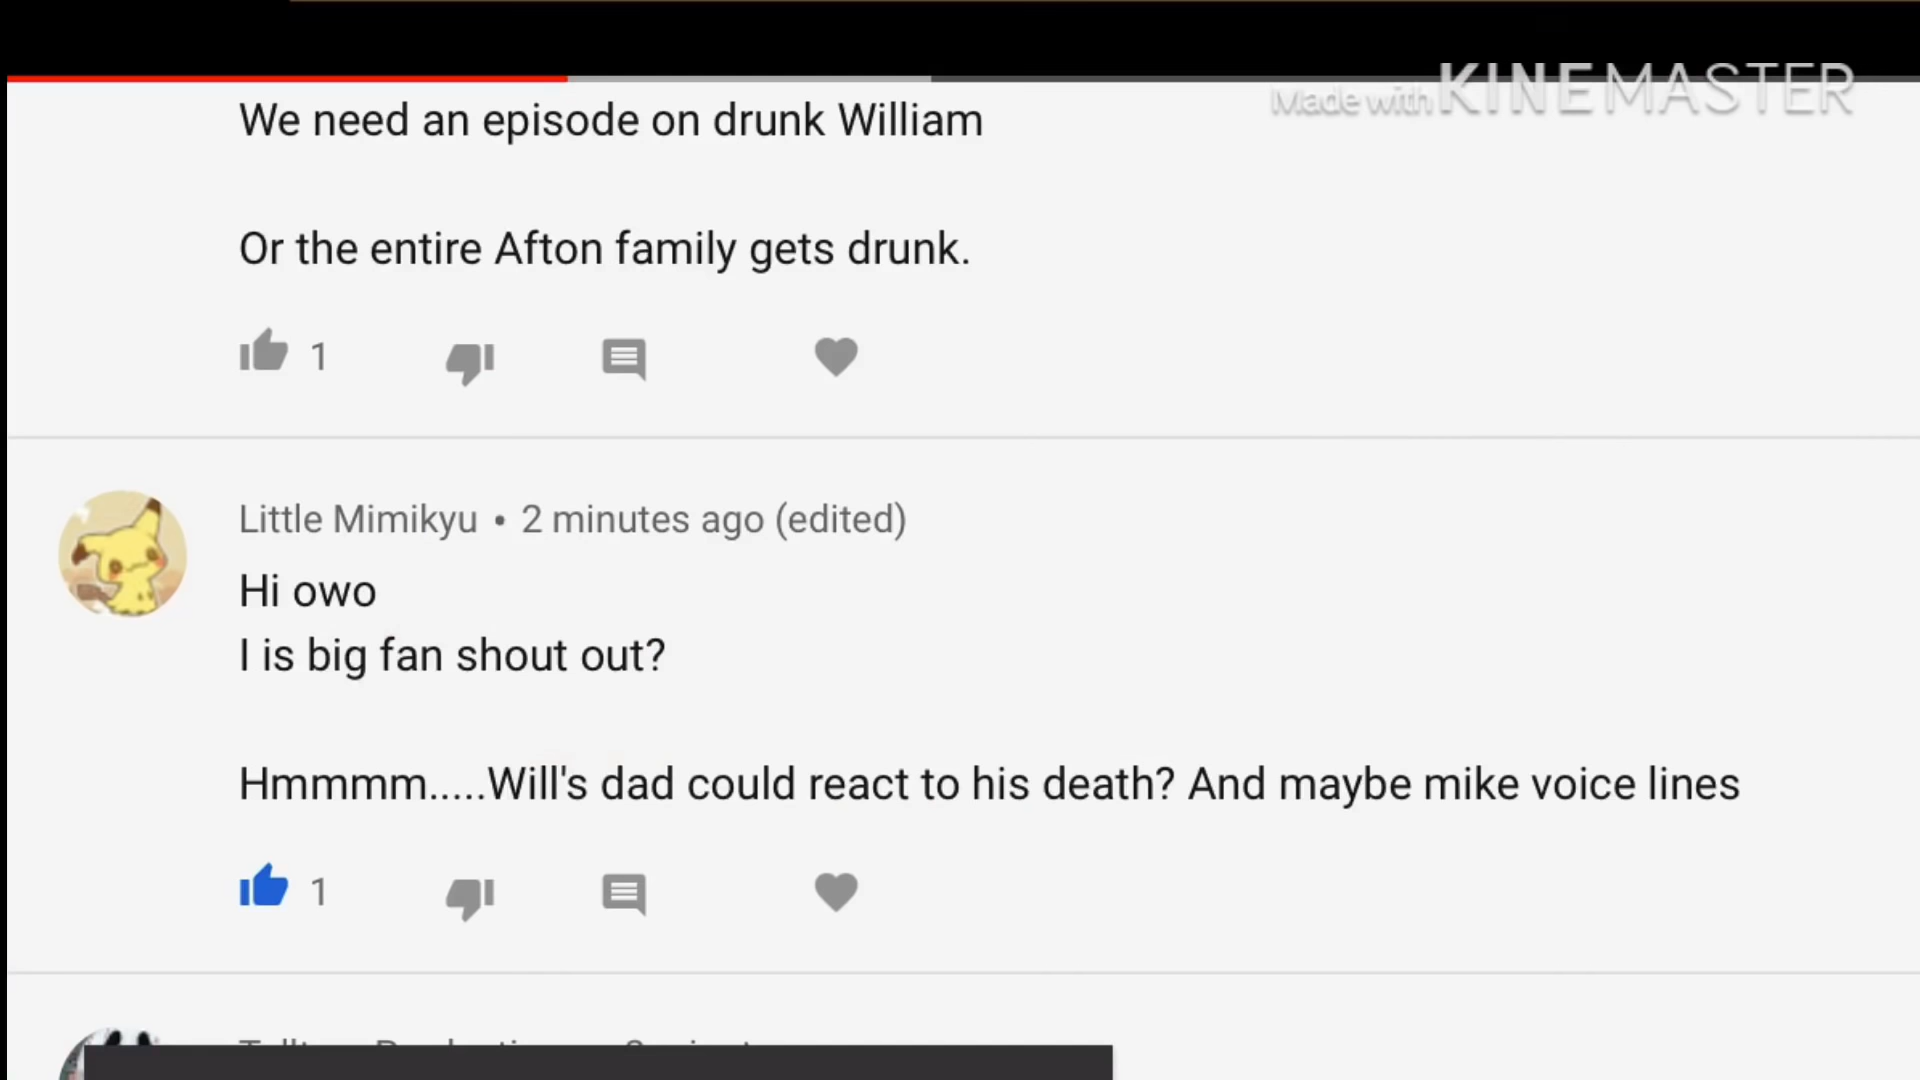 Made with KINEMASTER
We need an episode on drunk William
Or the entire Afton family gets drunk.
1
Little Mimikyu • 2 minutes ago (edited)
Hi owo
I is big fan shout out?
Hmmmm.....Will's dad could react to his death? And maybe mike voice lines
1